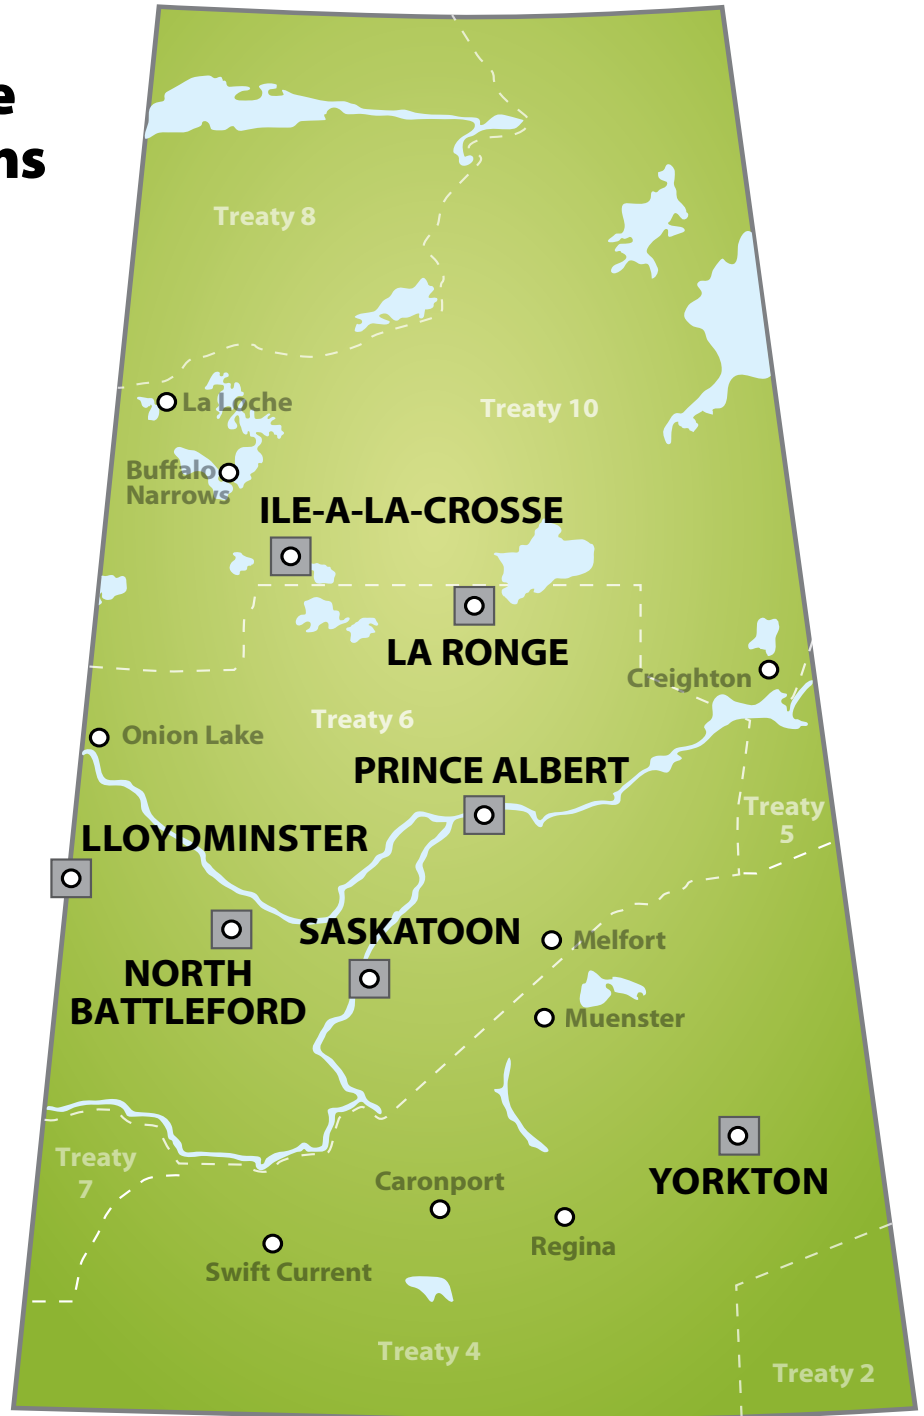 e
ns
Treaty 8
La Loche
Treaty 10
Buffalo
Narrows
ILE-A-LA-CROSSE
LA RONGE
Creighton
Treaty 6
Onion Lake
PRINCE ALBERT
Treaty
5
LLOYDMINSTER
SASKATOON
Melfort
NORTH
BATTLEFORD
Muenster
Treaty
7
Caronport
YORKTON
Regina
Swift Current
Treaty 4
Treaty 2